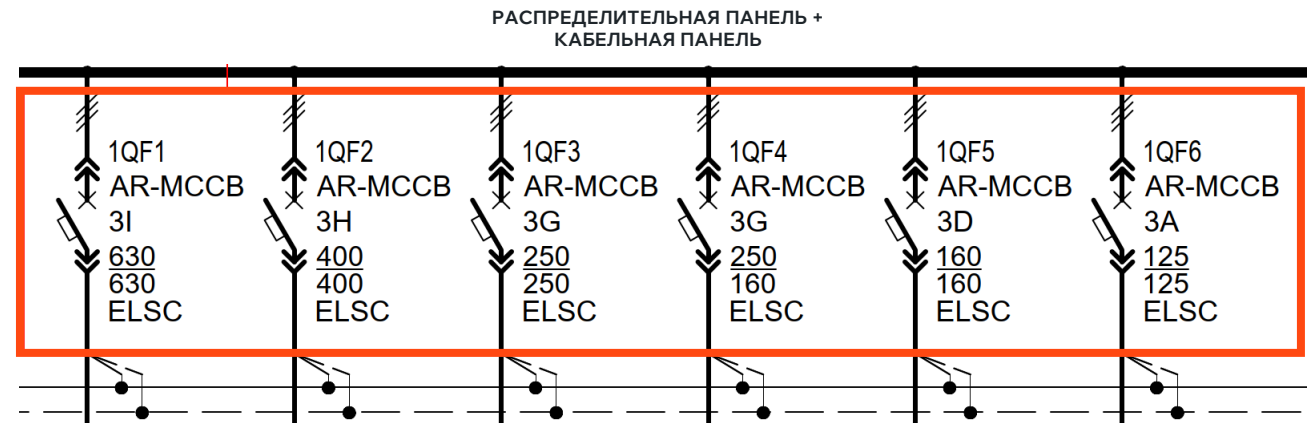 РАСПРЕДЕЛИТЕЛЬНАЯ ПАНЕЛЬ +
КАБЕЛЬНАЯ ПАНЕЛЬ
1QF1
AR-MCCB
3I
630
630
ELSC
1QF2
AR-MCCB
3H
400
400
ELSC
1QF3
AR-MCCB
3G
250
250
ELSC
1QF4
AR-MCCB
3G
250
160
ELSC
1QF5
AR-MCCB
3D
160
160
ELSC
1QF6
AR-MCCB
3A
125
125
ELSC